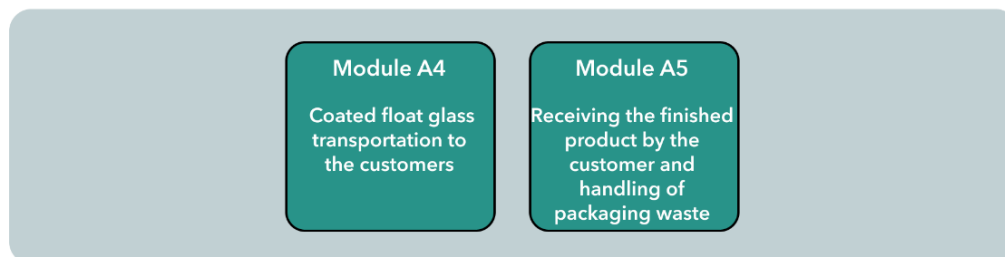 Module A4
Coated float glass
transportation to
the customers
Module A5
Receiving the finished
product by the
customer and
handling of
packaging waste